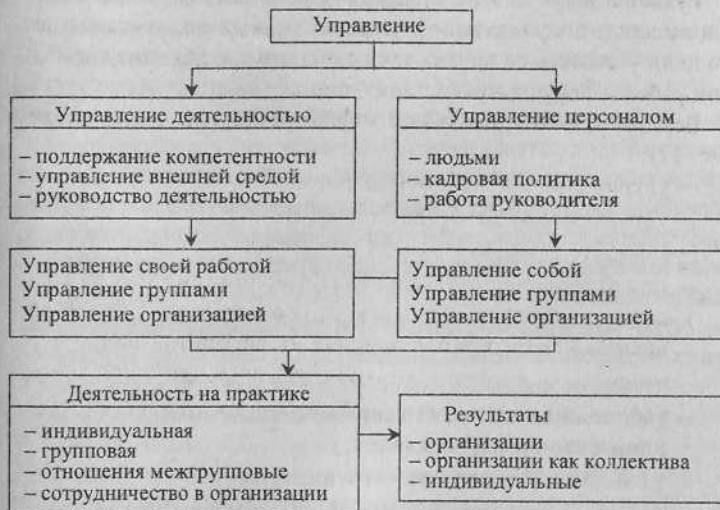 Управление
Управление деятельностью
– поддержание компетентности
– управление внешней средой
– руководство деятельностью
Управление персоналом
– людьми
– кадровая политика
– работа руководителя
Управление своей работой
Управление группами
Управление организацией
Управление собой
Управление группами
Управление организацией
Деятельность на практике
– индивидуальная
– групповая
– отношения межгрупповые
– сотрудничество в организации
Результаты
– организации
– организации как коллектива
– индивидуальные